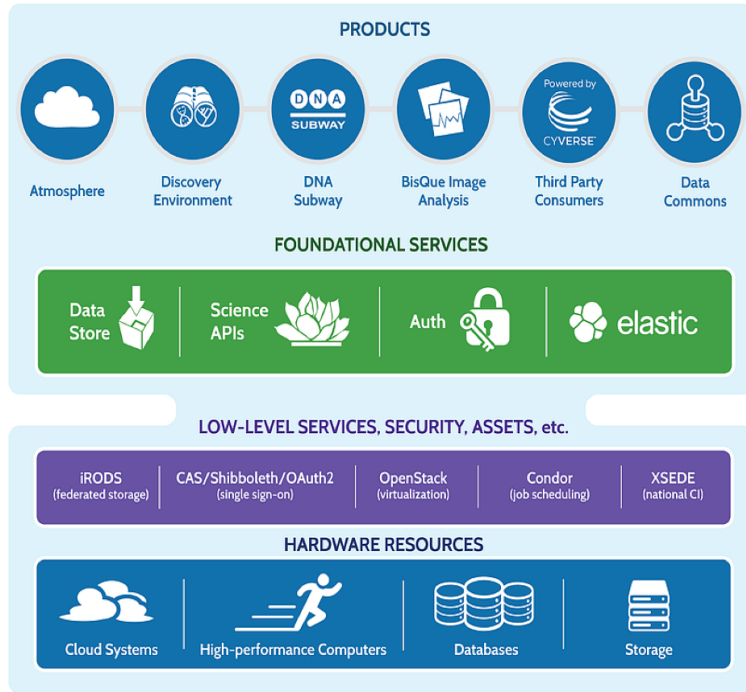 PRODUCTS
DNA
SUBWAY
Powered by
CYVERSE™
Atmosphere
Discovery
Environment
DNA
Subway
BisQue Image
Analysis
Third Party
Consumers
Data
Commons
FOUNDATIONAL SERVICES
Data
Store
Science
APIs
Auth
elastic
LOW-LEVEL SERVICES, SECURITY, ASSETS, etc.
iRODS
(federated storage)
CAS/Shibboleth/OAuth2
(single sign-on)
OpenStack
(virtualization)
Condor
(job scheduling)
XSEDE
(national CI)
HARDWARE RESOURCES
Cloud Systems
High-performance Computers
Databases
Storage